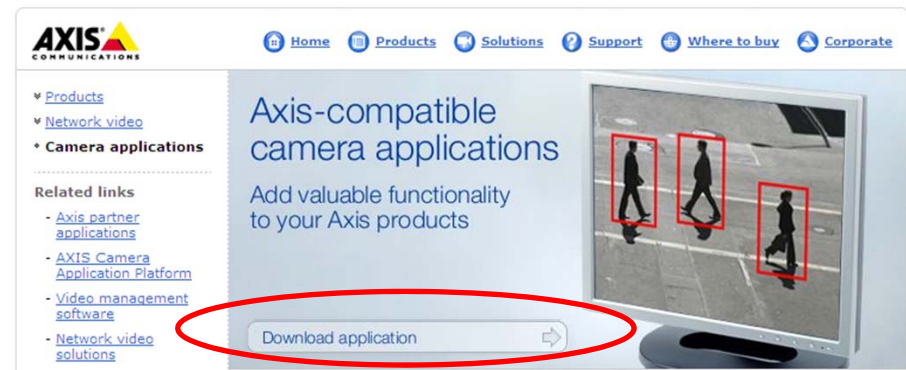 AXIS
COMMUNICATIONS
Home Products Solutions Support Where to buy Corporate
Products
Network video
Camera applications
Related links
- Axis partner
applications
- AXIS Camera
Application Platform
- Video management
software
- Network video
solutions
Axis-compatible
camera applications
Add valuable functionality
to your Axis products
Download application